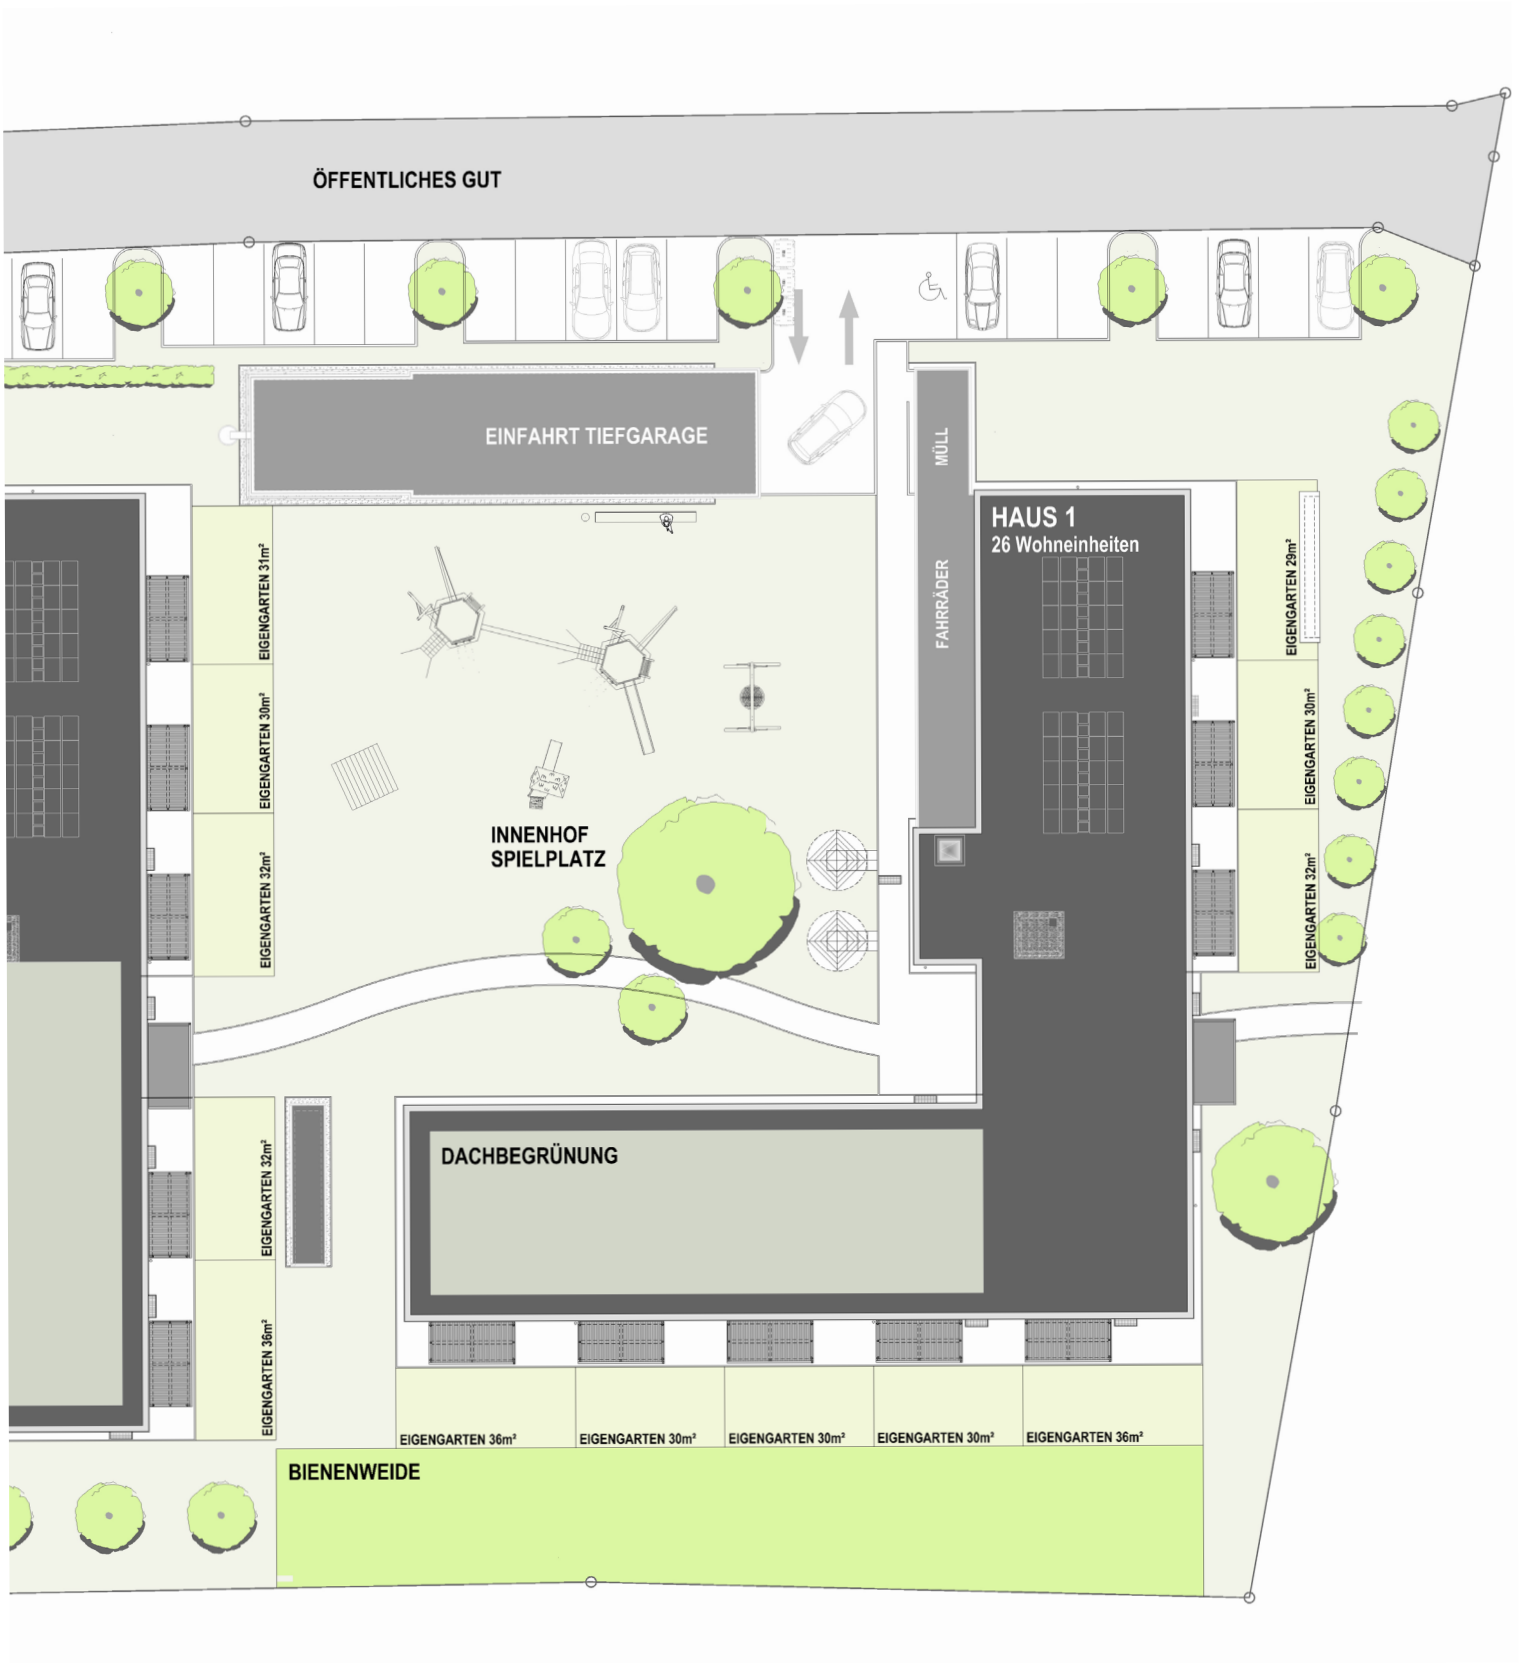 ÖFFENTLICHES GUT
EINFAHRT TIEFGARAGE
MÜLL
FAHRRÄDER
HAUS 1
26 Wohneinheiten
EIGENGARTEN 31m²
EIGENGARTEN 30m²
EIGENGARTEN 32m²
EIGENGARTEN 29m²
EIGENGARTEN 30m²
EIGENGARTEN 32m²
INNENHOF
SPIELPLATZ
EIGENGARTEN 32m²
EIGENGARTEN 36m²
DACHBEGRÜNUNG
EIGENGARTEN 36m²
EIGENGARTEN 30m²
EIGENGARTEN 30m²
EIGENGARTEN 30m²
EIGENGARTEN 36m²
BIENENWEIDE